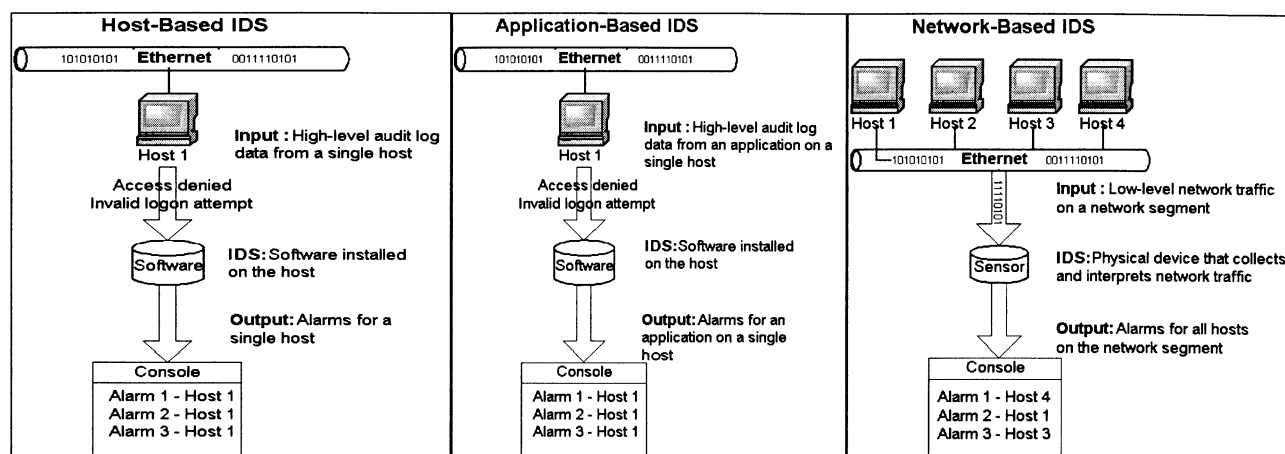 Host-Based IDS
101010101 Ethernet 0011110101
Host 1
Input : High-level audit log
data from a single host
Access denied
Invalid logon attempt
Software
IDS: Software installed
on the host
Output: Alarms for a
single host
Console
Alarm 1 - Host 1
Alarm 2 - Host 1
Alarm 3 - Host 1
Application-Based IDS
101010101 Ethernet 0011110101
Host 1
Input: High-level audit log
data from an application on a
single host
Access denied
Invalid logon attempt
Software
IDS: Software installed
on the host
Output: Alarms for an
application on a single
host
Console
Alarm 1 - Host 1
Alarm 2 - Host 1
Alarm 3 - Host 1
Network-Based IDS
Host 1 Host 2 Host 3 Host 4
101010101 Ethernet 0011110101
11110101
Input : Low-level network traffic
on a network segment
Sensor
IDS: Physical device that collects
and interprets network traffic
Output: Alarms for all hosts
on the network segment
Console
Alarm 1 - Host 4
Alarm 2 - Host 1
Alarm 3 - Host 3